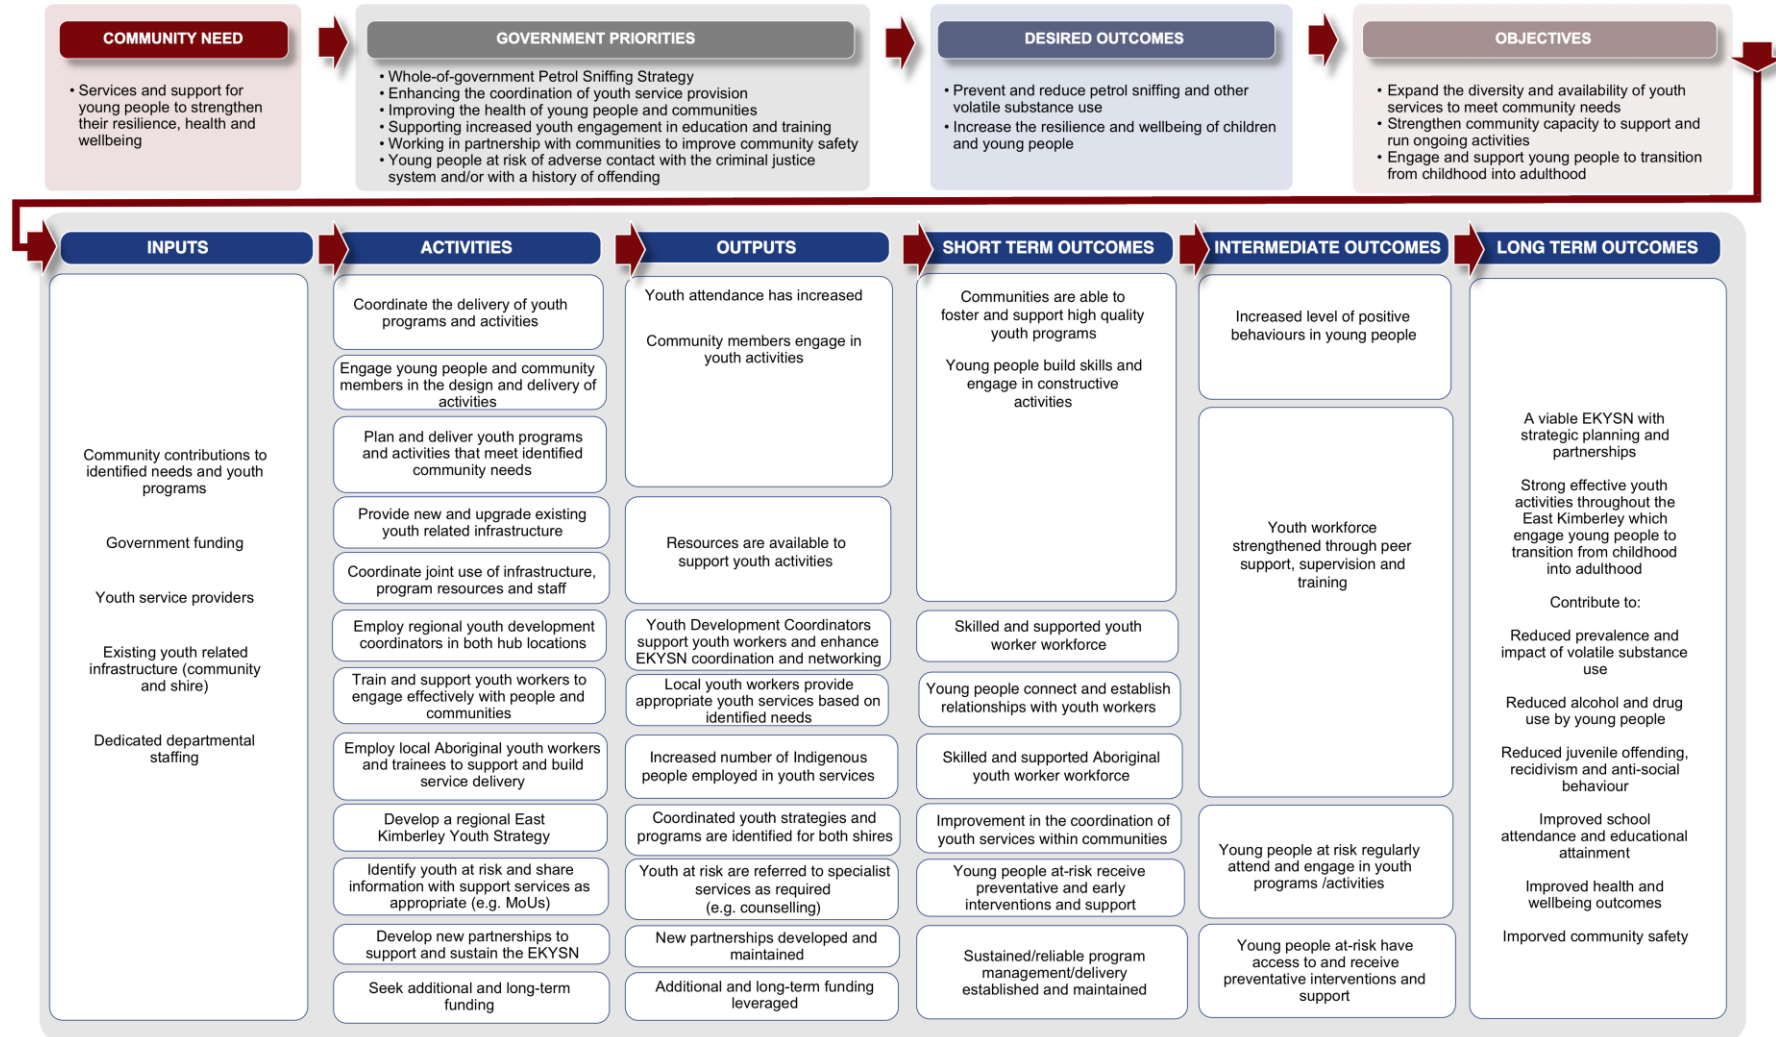 COMMUNITY NEED
• Services and support for
young people to strengthen
their resilience, health and
wellbeing
GOVERNMENT PRIORITIES
• Whole-of-government Petrol Sniffing Strategy
• Enhancing the coordination of youth service provision
• Improving the health of young people and communities
• Supporting increased youth engagement in education and training
• Working in partnership with communities to improve community safety
• Young people at risk of adverse contact with the criminal justice
system and/or with a history of offending
DESIRED OUTCOMES
• Prevent and reduce petrol sniffing and other
volatile substance use
• Increase the resilience and wellbeing of children
and young people
OBJECTIVES
• Expand the diversity and availability of youth
services to meet community needs
• Strengthen community capacity to support and
run ongoing activities
• Engage and support young people to transition
from childhood into adulthood
INPUTS
Community contributions to
identified needs and youth
programs
Government funding
Youth service providers
Existing youth related
infrastructure (community
and shire)
Dedicated departmental
staffing
ACTIVITIES
Coordinate the delivery of youth
programs and activities
Engage young people and community
members in the design and delivery of
activities
Plan and deliver youth programs
and activities that meet identified
community needs
Provide new and upgrade existing
youth related infrastructure
Coordinate joint use of infrastructure,
program resources and staff
Employ regional youth development
coordinators in both hub locations
Train and support youth workers to
engage effectively with people and
communities
Employ local Aboriginal youth workers
and trainees to support and build
service delivery
Develop a regional East
Kimberley Youth Strategy
Identify youth at risk and share
information with support services as
appropriate (e.g. MoUs)
Develop new partnerships to
support and sustain the EKYSN
Seek additional and long-term
funding
OUTPUTS
Youth attendance has increased
Community members engage in
youth activities
Resources are available to
support youth activities
Youth Development Coordinators
support youth workers and enhance
EKYSN coordination and networking
Local youth workers provide
appropriate youth services based on
identified needs
Increased number of Indigenous
people employed in youth services
Coordinated youth strategies and
programs are identified for both shires
Youth at risk are referred to specialist
services as required
(e.g. counselling)
New partnerships developed and
maintained
Additional and long-term funding
leveraged
SHORT TERM OUTCOMES
Communities are able to
foster and support high quality
youth programs
Young people build skills and
engage in constructive
activities
Skilled and supported youth
worker workforce
Young people connect and establish
relationships with youth workers
Skilled and supported Aboriginal
youth worker workforce
Improvement in the coordination of
youth services within communities
Young people at-risk receive
preventative and early
interventions and support
Sustained/reliable program
management/delivery
established and maintained
INTERMEDIATE OUTCOMES
Increased level of positive
behaviours in young people
Youth workforce
strengthened through peer
support, supervision and
training
Young people at risk regularly
attend and engage in youth
programs /activities
Young people at-risk have
access to and receive
preventative interventions and
support
LONG TERM OUTCOMES
A viable EKYSN with
strategic planning and
partnerships
Strong effective youth
activities throughout the
East Kimberley which
engage young people to
transition from childhood
into adulthood
Contribute to:
Reduced prevalence and
impact of volatile substance
use
Reduced alcohol and drug
use by young people
Reduced juvenile offending,
recidivism and anti-social
behaviour
Improved school
attendance and educational
attainment
Improved health and
wellbeing outcomes
Imporved community safety